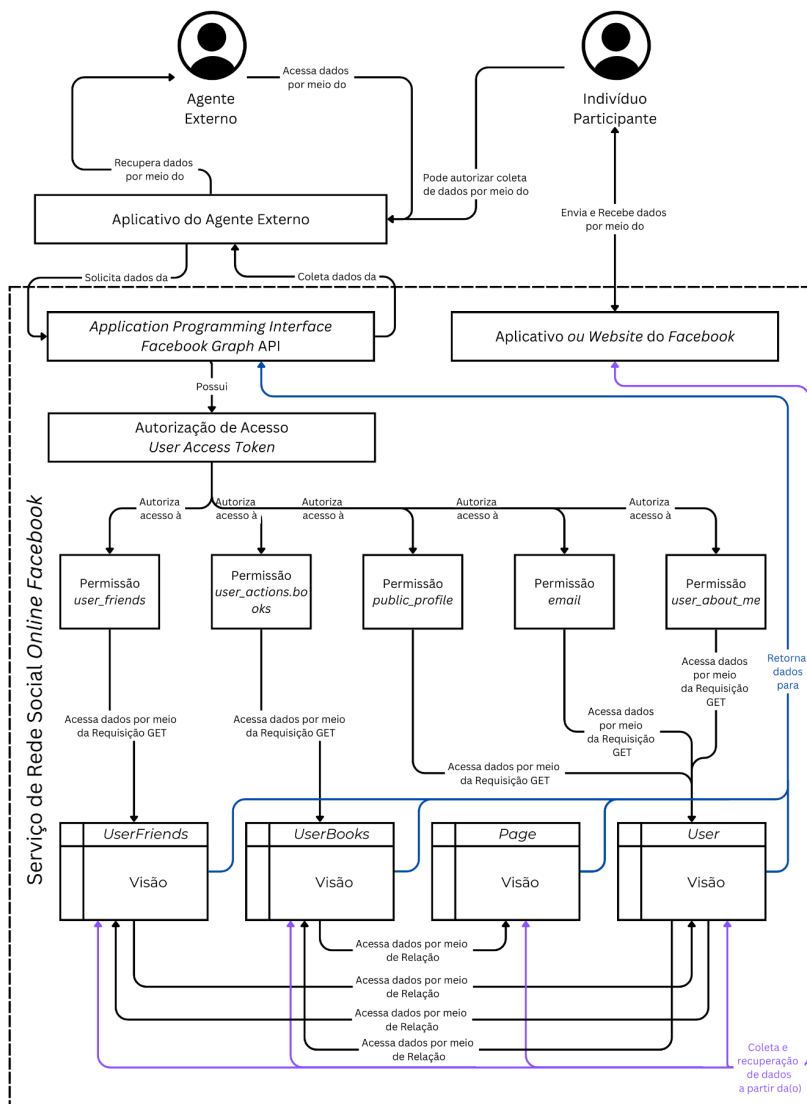 Agente
Externo
Acessa dados
por meio do
Indivíduo
Participante
Recupera dados
por meio do
Pode autorizar coleta
de dados por meio do
Aplicativo do Agente Externo
Envia e Recebe dados
por meio do
Solicita dados da
Coleta dados da
Application Programming Interface
Facebook Graph API
Aplicativo ou Website do Facebook
Possui
Autorização de Acesso
User Access Token
Serviço de Rede Social Online Facebook
Autoriza
acesso à
Autoriza
acesso à
Autoriza
acesso à
Autoriza
acesso à
Autoriza
acesso à
Permissão
user_friends
Permissão
user_actions.bo
oks
Permissão
public_profile
Permissão
email
Permissão
user_about_me
Acessa dados
por meio
da Requisição
GET
Retorna
dados
para
Acessa dados por meio
da Requisição GET
Acessa dados por meio
da Requisição GET
Acessa dados
por meio
da Requisição
GET
Acessa dados por meio
da Requisição GET
UserFriends
Visão
UserBooks
Visão
Page
Visão
User
Visão
Acessa dados por meio
de Relação
Acessa dados por meio
de Relação
Acessa dados por meio
de Relação
Acessa dados por meio
de Relação
Coleta e
recuperação
de dados
a partir da(o)